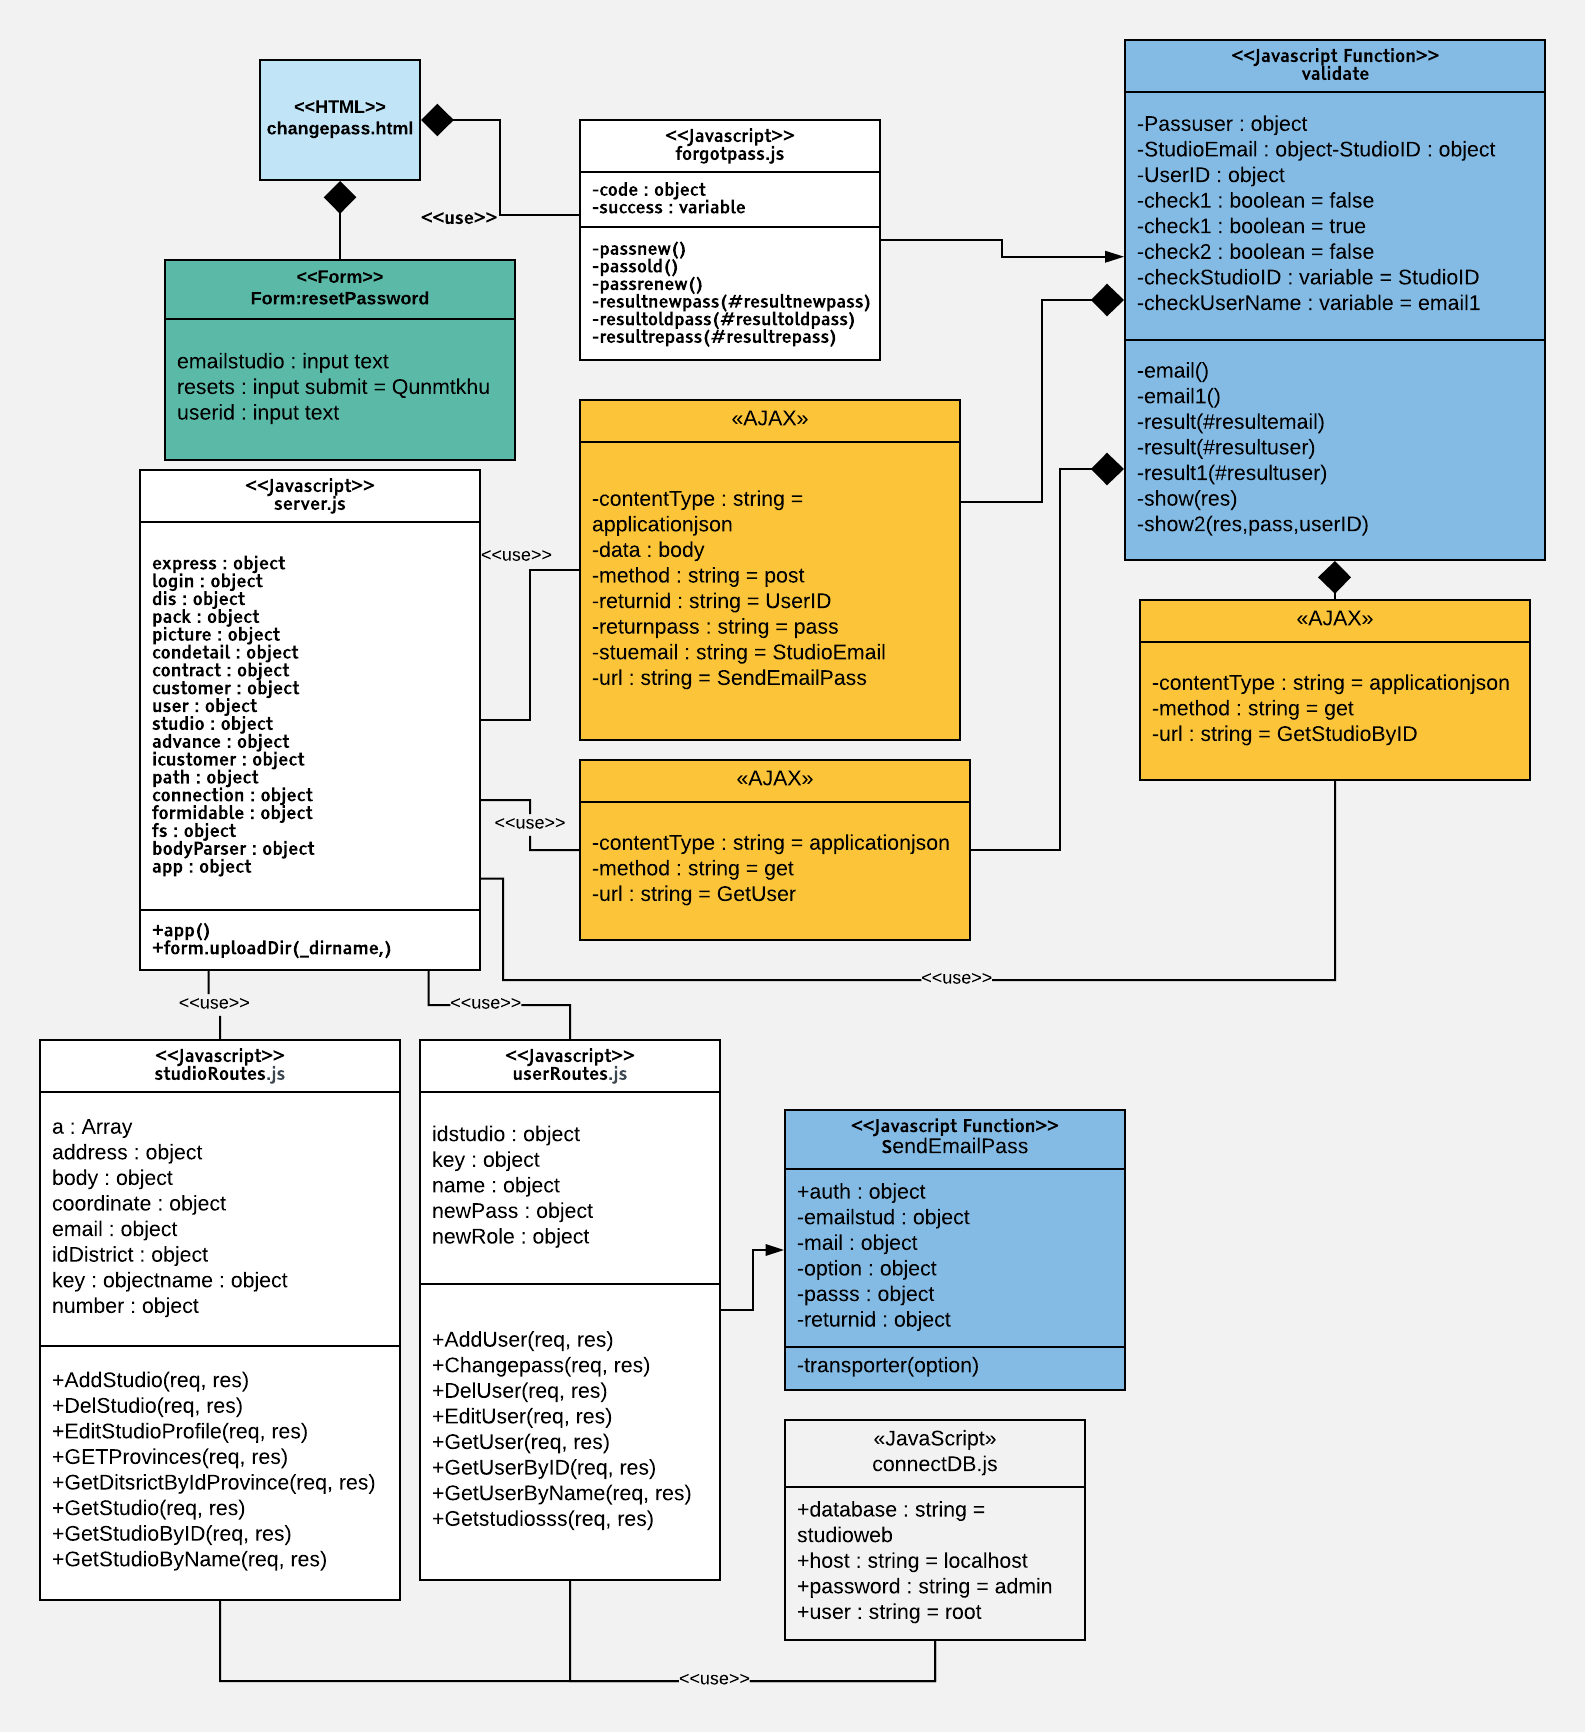 <<HTML>>
changepass.html
<<use>>
<<Form>>
Form:resetPassword
emailstudio : input text
resets : input submit = Qunmtkhu
userid : input text
<<Javascript>>
forgotpass.js
-code : object
-success : variable
-passnew()
-passold()
-passrenew()
-resultnewpass(#resultnewpass)
-resultoldpass(#resultoldpass)
-resultrepass(#resultrepass)
<<Javascript Function>>
validate
-Passuser : object
-StudioEmail : object-StudioID : object
-UserID : object
-check1 : boolean = false
-check1 : boolean = true
-check2 : boolean = false
-checkStudioID : variable = StudioID
-checkUserName : variable = email1
-email()
-email1()
-result(#resultemail)
-result(#resultuser)
-result1(#resultuser)
-show(res)
-show2(res,pass,userID)
<<Javascript>>
server.js
express : object
login : object
dis : object
pack : object
picture : object
condetail : object
contract : object
customer : object
user : object
studio : object
advance : object
icustomer : object
path : object
connection : object
formidable : object
fs : object
bodyParser : object
app : object
+app()
+form.uploadDir(_dirname,)
<<use>>
«AJAX»
-contentType : string =
applicationjson
-data : body
-method : string = post
-returnid : string = UserID
-returnpass : string = pass
-stuemail : string = StudioEmail
-url : string = SendEmailPass
<<use>>
«AJAX»
-contentType : string = applicationjson
-method : string = get
-url : string = GetUser
«AJAX»
-contentType : string = applicationjson
-method : string = get
-url : string = GetStudioByID
<<use>>
<<use>>
<<use>>
<<Javascript>>
studioRoutes.js
a : Array
address : object
body : object
coordinate : object
email : object
idDistrict : object
key : objectname : object
number : object
+AddStudio(req, res)
+DelStudio(req, res)
+EditStudioProfile(req, res)
+GETProvinces(req, res)
+GetDitsrictByIdProvince(req, res)
+GetStudio(req, res)
+GetStudioByID(req, res)
+GetStudioByName(req, res)
<<Javascript>>
userRoutes.js
idstudio : object
key : object
name : object
newPass : object
newRole : object
+AddUser(req, res)
+Changepass(req, res)
+DelUser(req, res)
+EditUser(req, res)
+GetUser(req, res)
+GetUserByID(req, res)
+GetUserByName(req, res)
+Getstudiosss(req, res)
<<Javascript Function>>
SendEmailPass
+auth : object
-emailstud : object
-mail : object
-option : object
-passs : object
-returnid : object
-transporter(option)
«JavaScript»
connectDB.js
+database : string =
studioweb
+host : string = localhost
+password : string = admin
+user : string = root
<<use>>